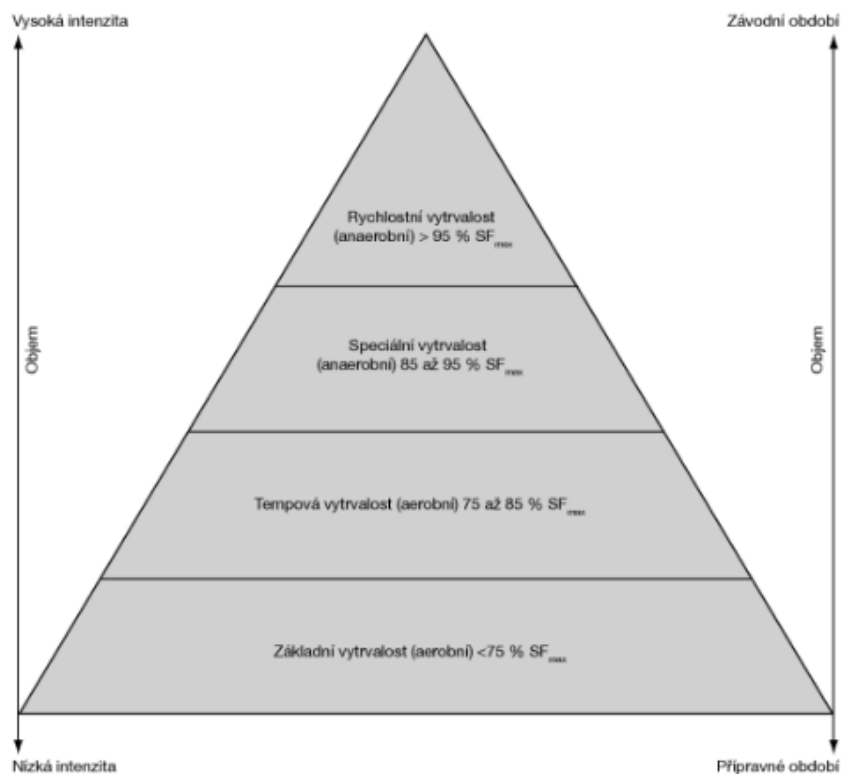 Vysoká intenzita
Závodní období
Rychlostní vytrvalost
(anaerobní) > 95 % SFmax
Objem
Speciální vytrvalost
(anaerobní) 85 až 95 % SFmax
Objem
Tempová vytrvalost (aerobní) 75 až 85 % SFmax
Základní vytrvalost (aerobní) <75 % SFmax
Nízká intenzita
Přípravné období